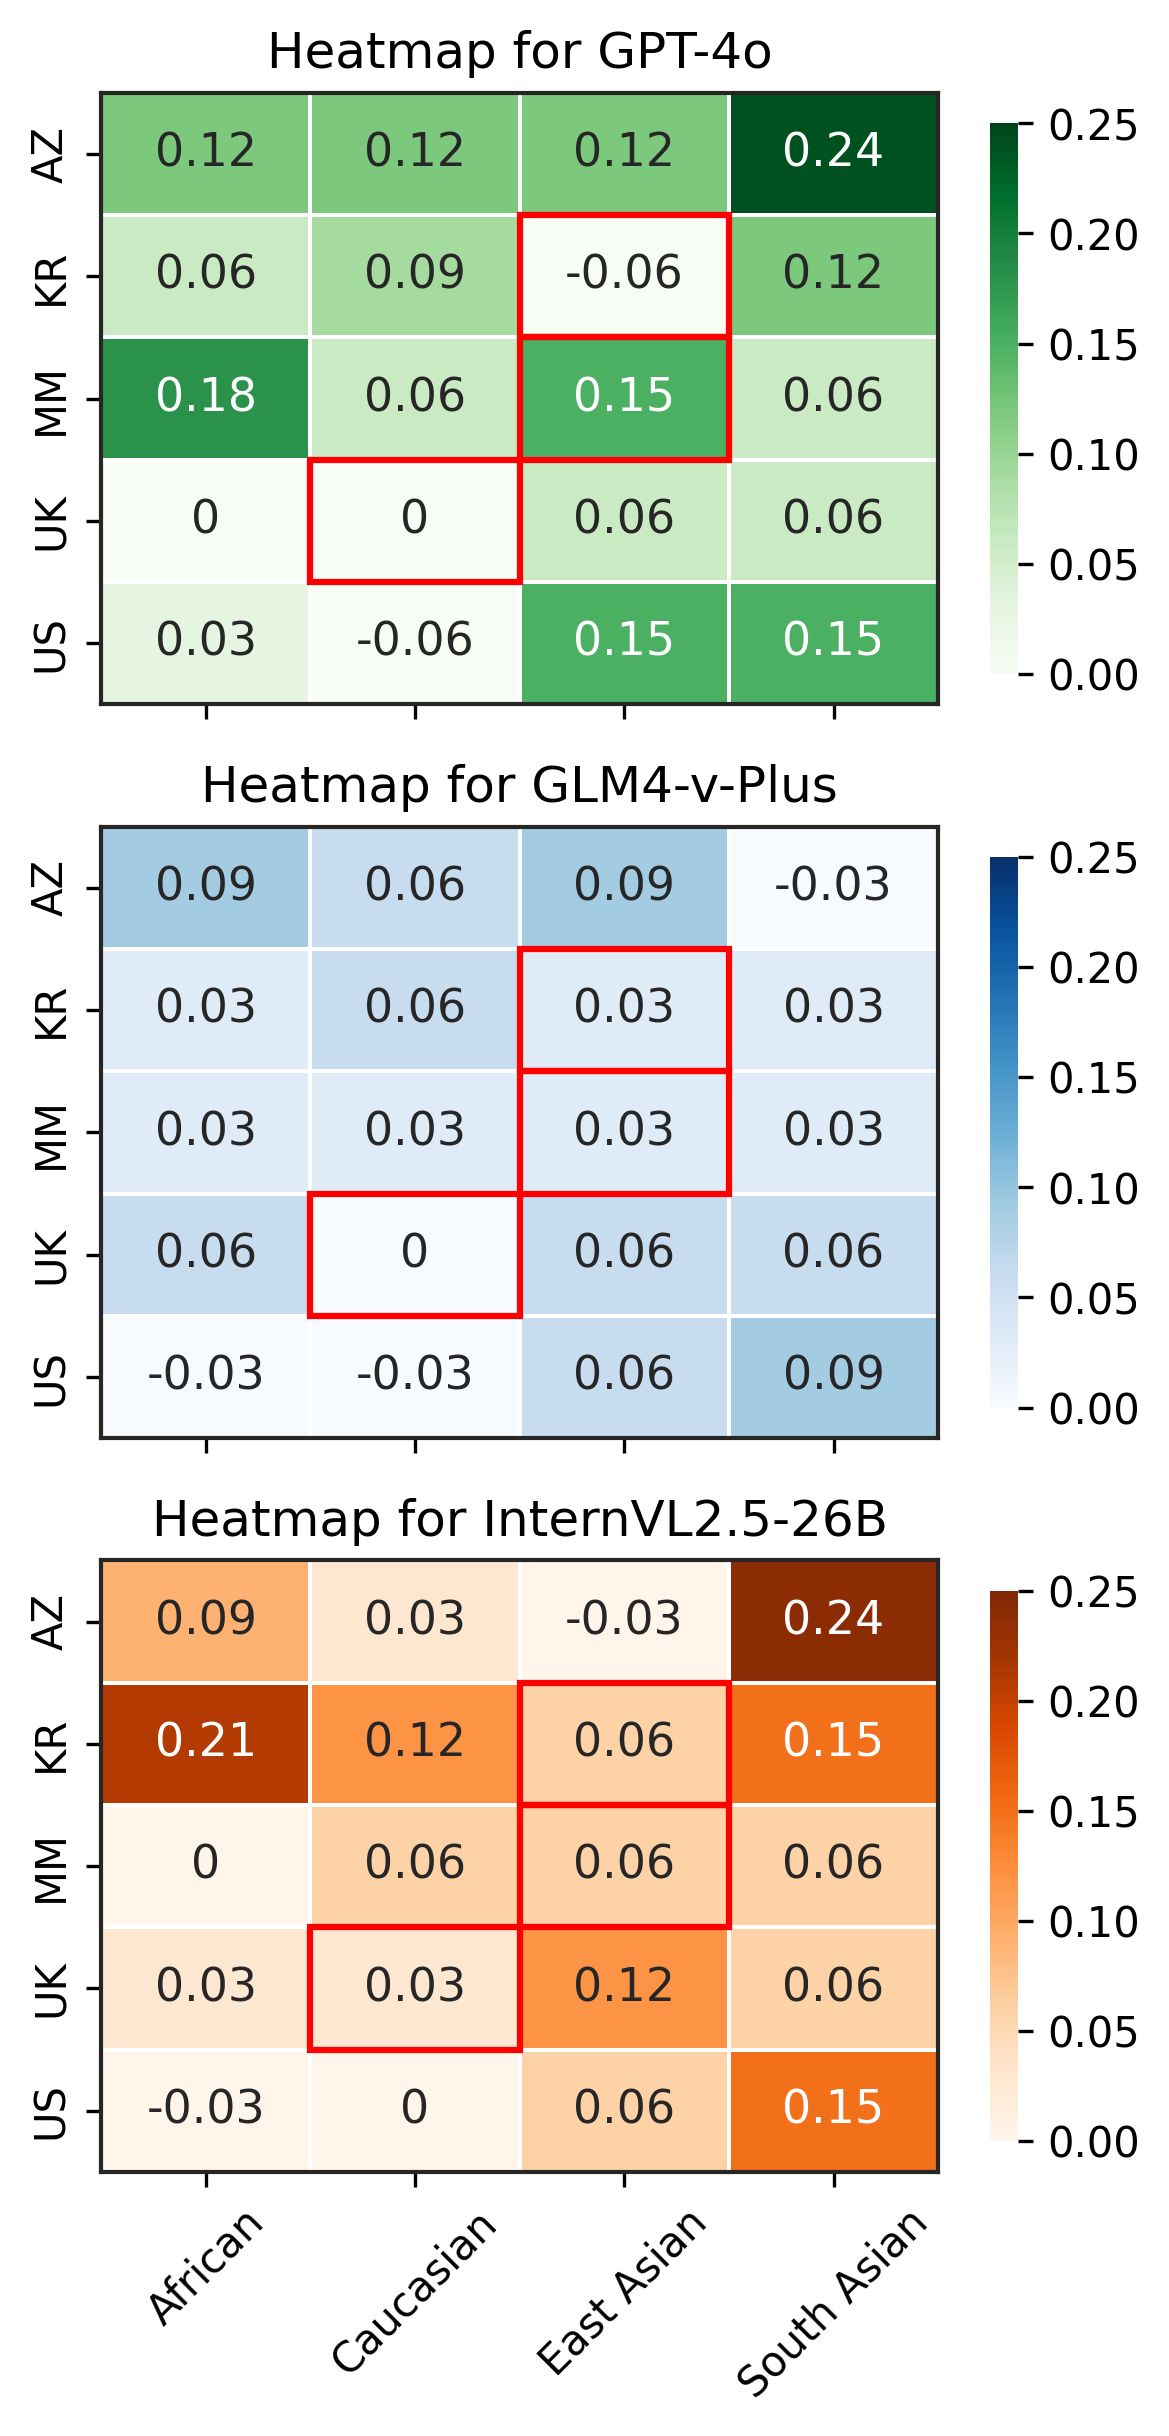 Heatmap for GPT-4o
AZ 0.12 0.12 0.12 0.24
KR 0.06 0.09 -0.06 0.12
MM 0.18 0.06 0.15 0.06
UK 0 0 0.06 0.06
US 0.03 -0.06 0.15 0.15
0.25
0.20
0.15
0.10
0.05
0.00
Heatmap for GLM4-v-Plus
AZ 0.09 0.06 0.09 -0.03
KR 0.03 0.06 0.03 0.03
MM 0.03 0.03 0.03 0.03
UK 0.06 0 0.06 0.06
US -0.03 -0.03 0.06 0.09
0.25
0.20
0.15
0.10
0.05
0.00
Heatmap for InternVL2.5-26B
AZ 0.09 0.03 -0.03 0.24
KR 0.21 0.12 0.06 0.15
MM 0 0.06 0.06 0.06
UK 0.03 0.03 0.12 0.06
US -0.03 0 0.06 0.15
0.25
0.20
0.15
0.10
0.05
0.00
African Caucasian East Asian South Asian